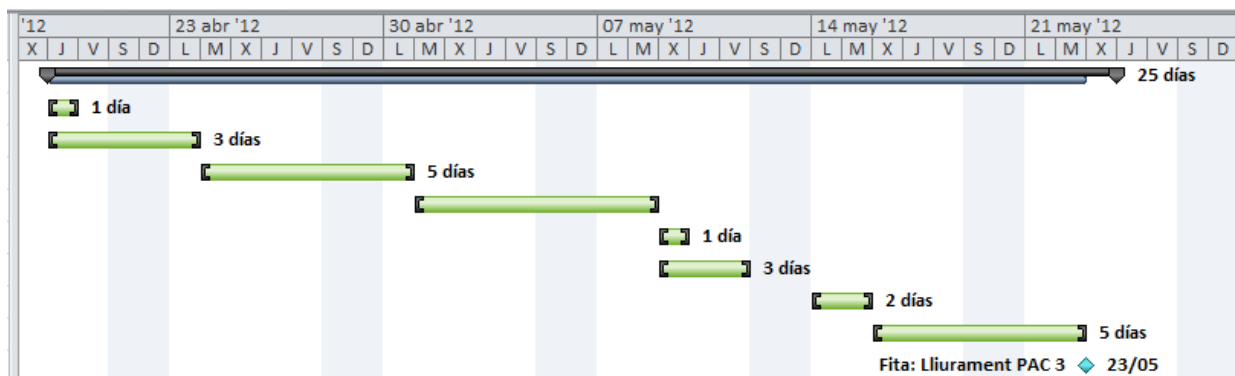 '12 23 abr '12 30 abr '12 07 may '12 14 may '12 21 may '12
X J V S D L M X J V S D L M X J V S D L M X J V S D L M X J V S D L M X J V S D
25 días
1 día
3 días
5 días
1 día
3 días
2 días
5 días
Fita: Lliurament PAC 3 23/05